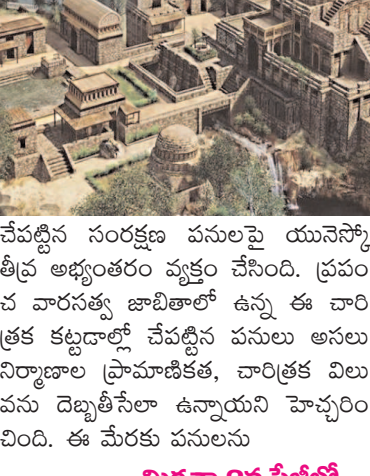 చేపట్టిన సంరక్షణ పనులపై యునెస్కో
తీవ్ర అభ్యంతరం వ్యక్తం చేసింది. ప్రపం
చ వారసత్వ జాబితాలో ఉన్న ఈ చారి
త్రక కట్టడాల్లో చేపట్టిన పనులు అసలు
నిర్మాణాల ప్రామాణికత, చారిత్రక విలు
వను దెబ్బతీసేలా ఉన్నాయని హెచ్చరిం
చింది. ఈ మేరకు పనులను